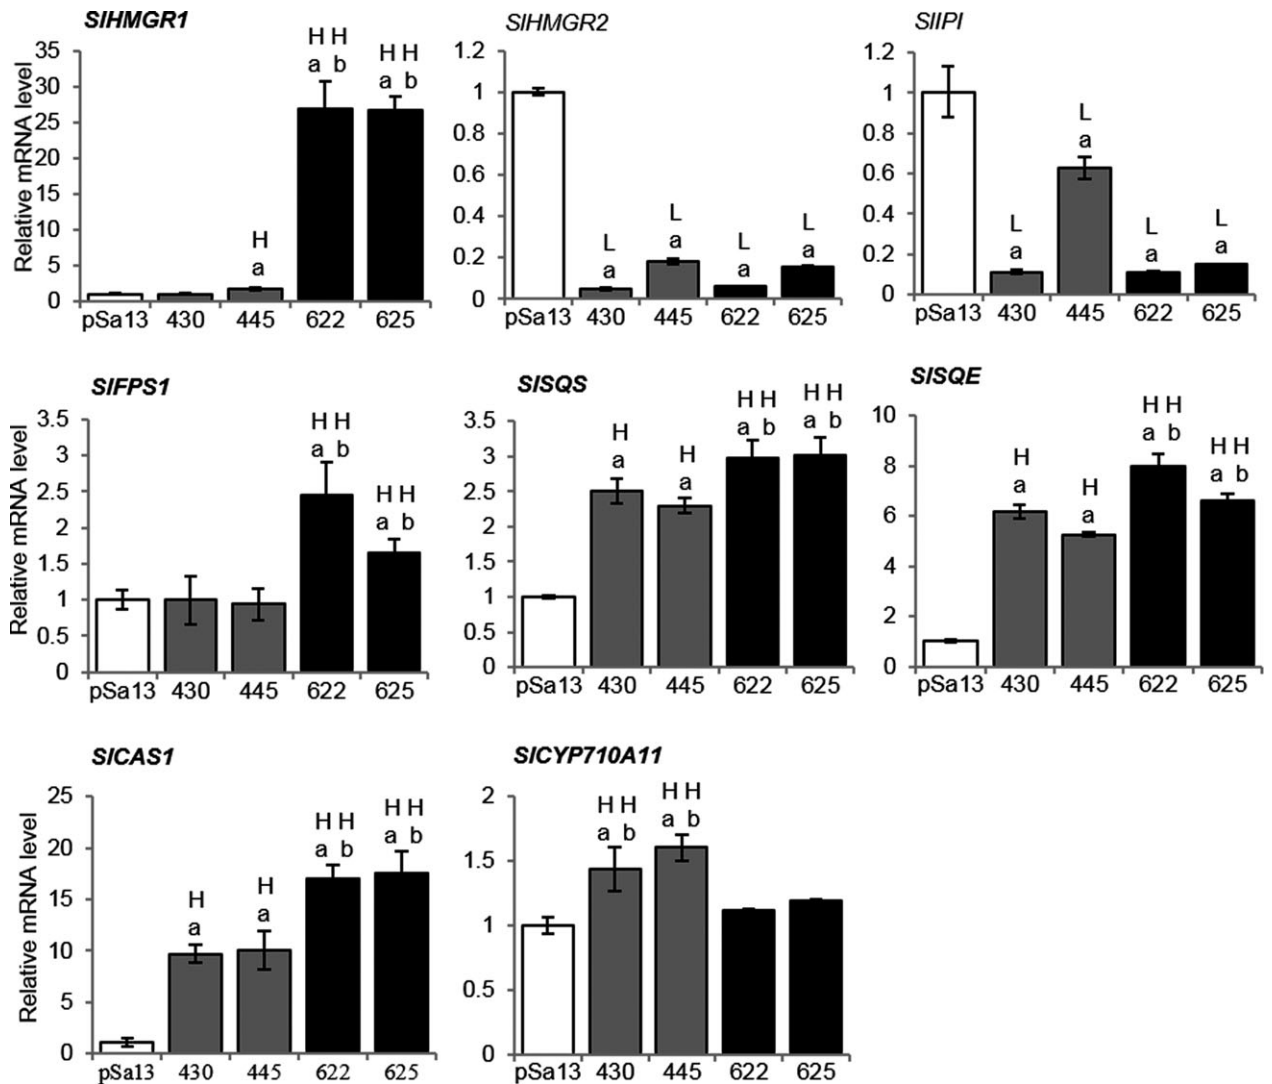 SlHMGR1
Relative mRNA level
35
30
25
20
15
10
5
0
H
a
H H
a b
H H
a b
pSa13 430 445 622 625
SlHMGR2
1.2
1
0.8
0.6
0.4
0.2
0
L
a
L
a
L
a
L
a
pSa13 430 445 622 625
SlIPI
1.2
1
0.8
0.6
0.4
0.2
0
L
a
L
a
L
a
L
a
pSa13 430 445 622 625
SlFPS1
Relative mRNA level
3.5
3
2.5
2
1.5
1
0.5
0
H H
a b
H H
a b
pSa13 430 445 622 625
SlSQS
3.5
3
2.5
2
1.5
1
0.5
0
H
a
H
a
H H
a b
H H
a b
pSa13 430 445 622 625
SlSQE
10
8
6
4
2
0
H
a
H
a
H H
a b
H H
a b
pSa13 430 445 622 625
SlCAS1
Relative mRNA level
25
20
15
10
5
0
H
a
H
a
H H
a b
H H
a b
pSa13 430 445 622 625
SlCYP710A11
2
1.5
1
0.5
0
H H
a b
H H
a b
pSa13 430 445 622 625